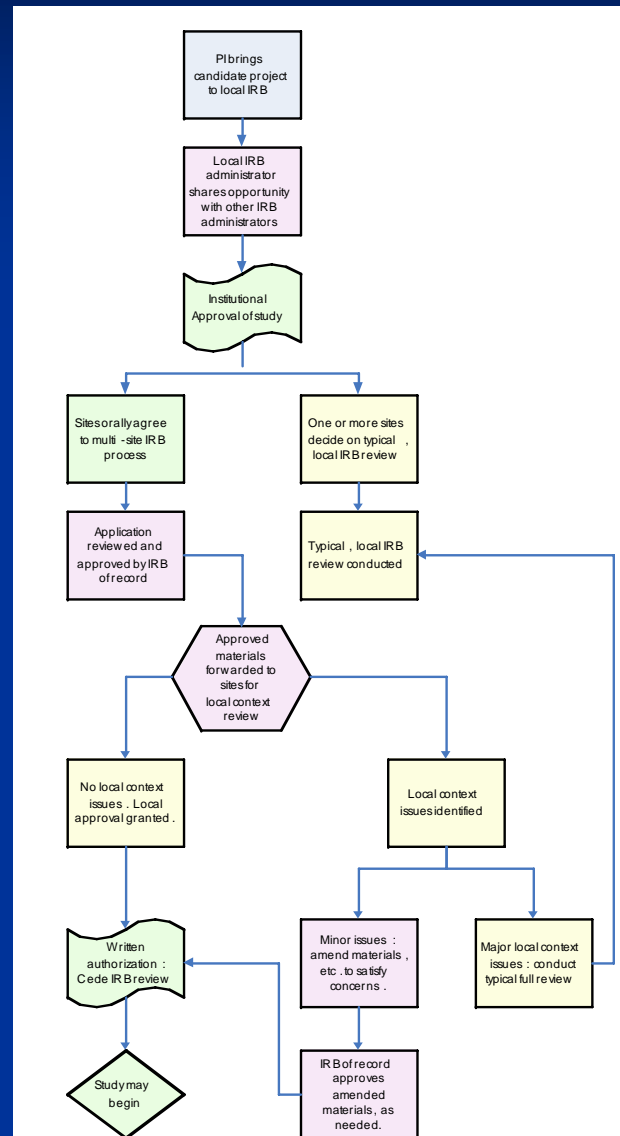 PI brings
candidate project
to local IRB
Local IRB
administrator
shares opportunity
with other IRB
administrators
Institutional
Approval of study
Sites orally agree
to multi -site IRB
process
One or more sites
decide on typical ,
local IRB review
Application
reviewed and
approved by IRB
of record
Typical , local IRB
review conducted
Approved
materials
forwarded to
sites for
local context
review
No local context
issues . Local
approval granted .
Local context
issues identified
Written
authorization :
Cede IRB review
Minor issues :
amend materials ,
etc . to satisfy
concerns .
Major local context
issues : conduct
typical full review
Study may
begin
IRB of record
approves
amended
materials, as
needed.